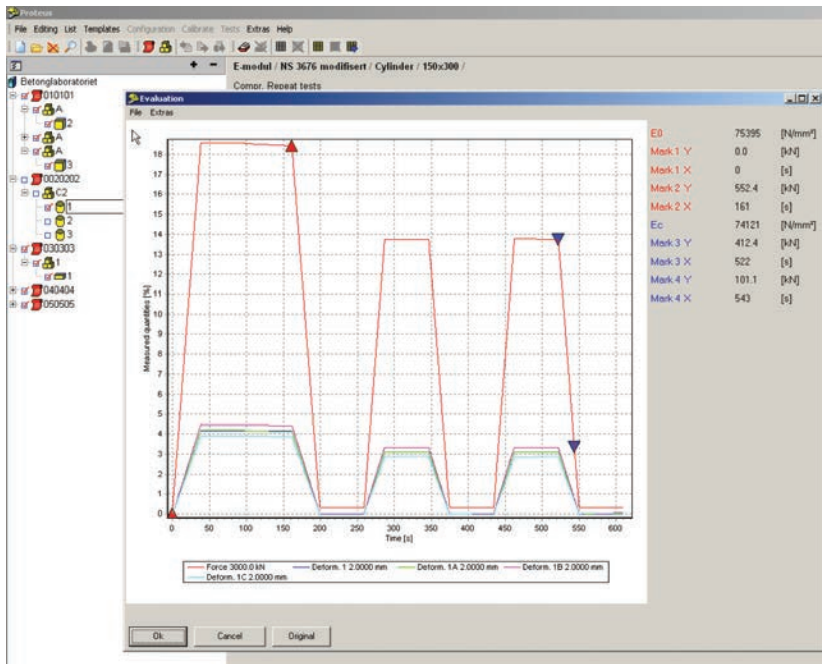 Proteus
File Editing List Templates Configuration Calibrate Tests Extras Help
E-modul / NS 3676 modifisert / Cylinder / 150x300 /
Compr. Repeat tests
Betonglaboratoriet
010101
A
2
A
A
3
0020202
C2
1
2
3
030303
1
1
040404
050505
Evaluation
File Extras
E0 75395 [N/mm²]
Mark 1 Y 0.0 [kN]
Mark 1 X 0 [s]
Mark 2 Y 552.4 [kN]
Mark 2 X 161 [s]
Ec 74121 [N/mm²]
Mark 3 Y 412.4 [kN]
Mark 3 X 522 [s]
Mark 4 Y 101.1 [kN]
Mark 4 X 543 [s]
Measured quantities [%]
18
17
16
15
14
13
12
11
10
9
8
7
6
5
4
3
2
1
0
0 50 100 150 200 250 300 350 400 450 500 550 600
Time [s]
Force 3000.0 kN Deform. 1 2.0000 mm Deform. 1A 2.0000 mm Deform. 1B 2.0000 mm
Deform. 1C 2.0000 mm
Ok Cancel Original